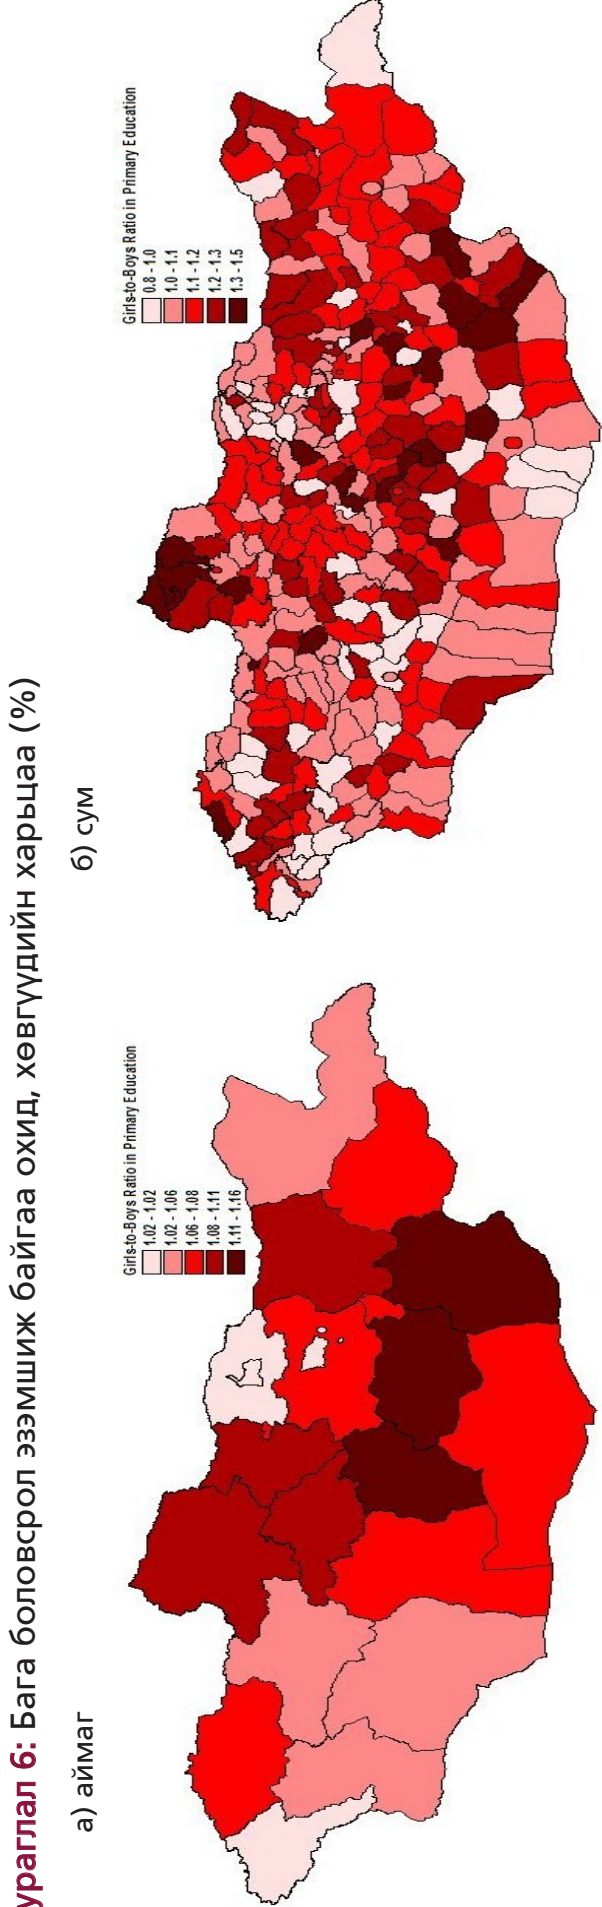 ураглал 6: Бага боловсрол эзэмшиж байгаа охид, хөвгүүдийн харьцаа (%)
а) аймаг
Girls-to-Boys Ratio in Primary Education
1.02 - 1.02
1.02 - 1.06
1.06 - 1.08
1.08 - 1.11
1.11 - 1.16
б) сум
Girls-to-Boys Ratio in Primary Education
0.8 - 1.0
1.0 - 1.1
1.1 - 1.2
1.2 - 1.3
1.3 - 1.5